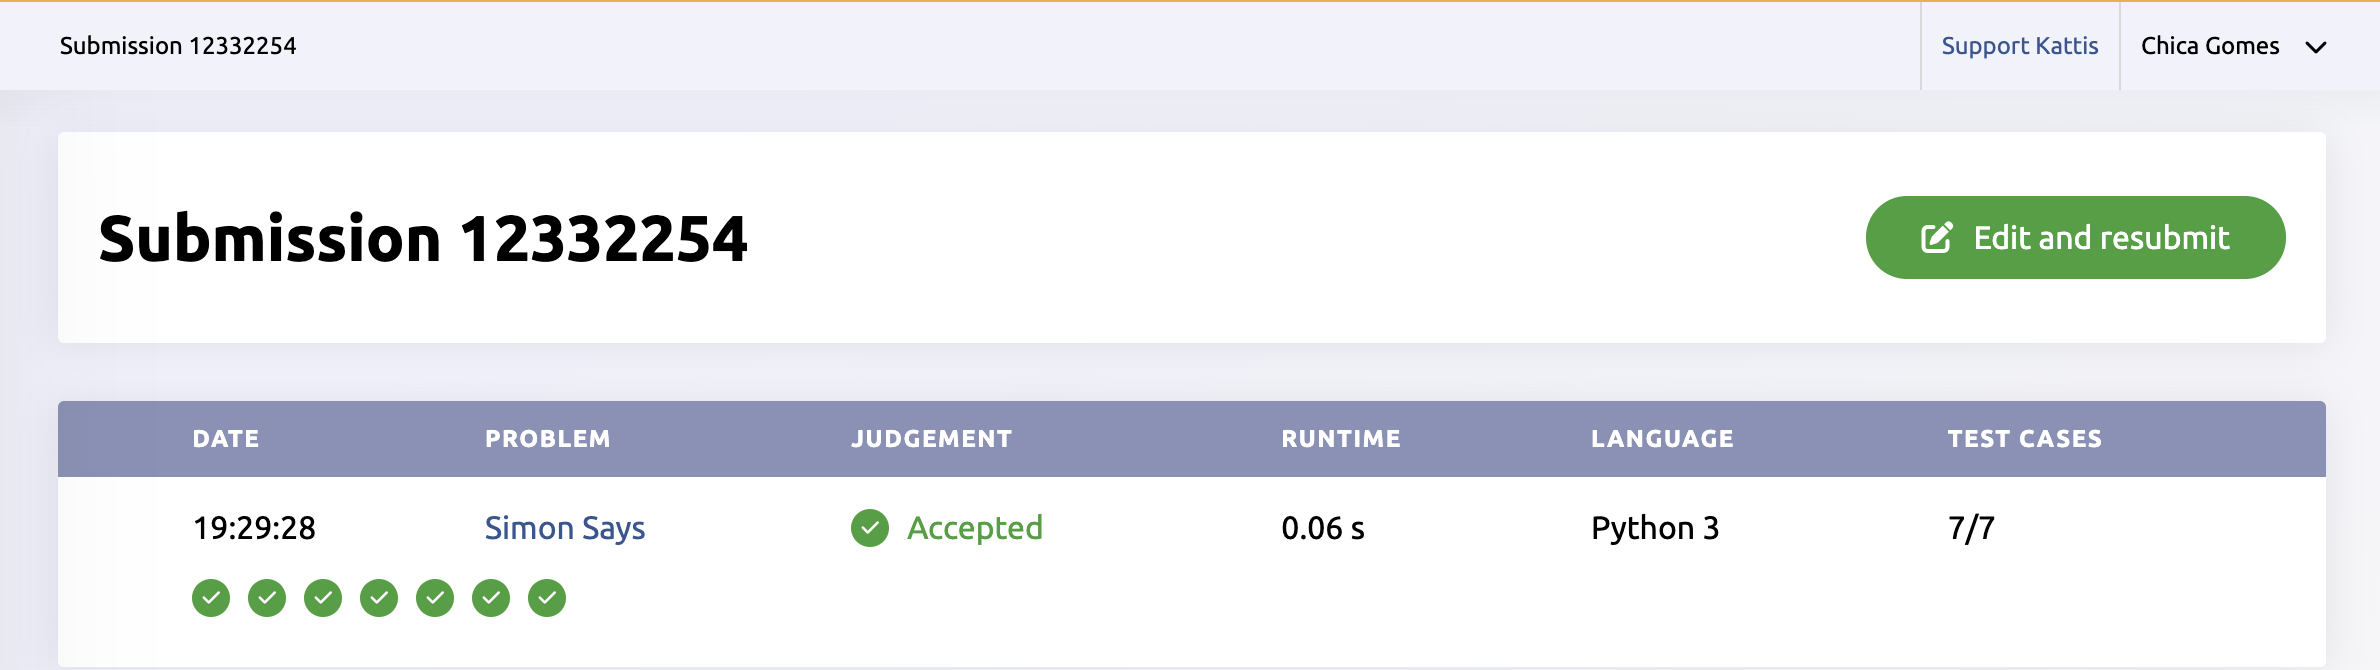 Submission 12332254 Support Kattis Chica Gomes
Submission 12332254 Edit and resubmit
DATE PROBLEM JUDGEMENT RUNTIME LANGUAGE TEST CASES
19:29:28 Simon Says Accepted 0.06 s Python 3 7/7